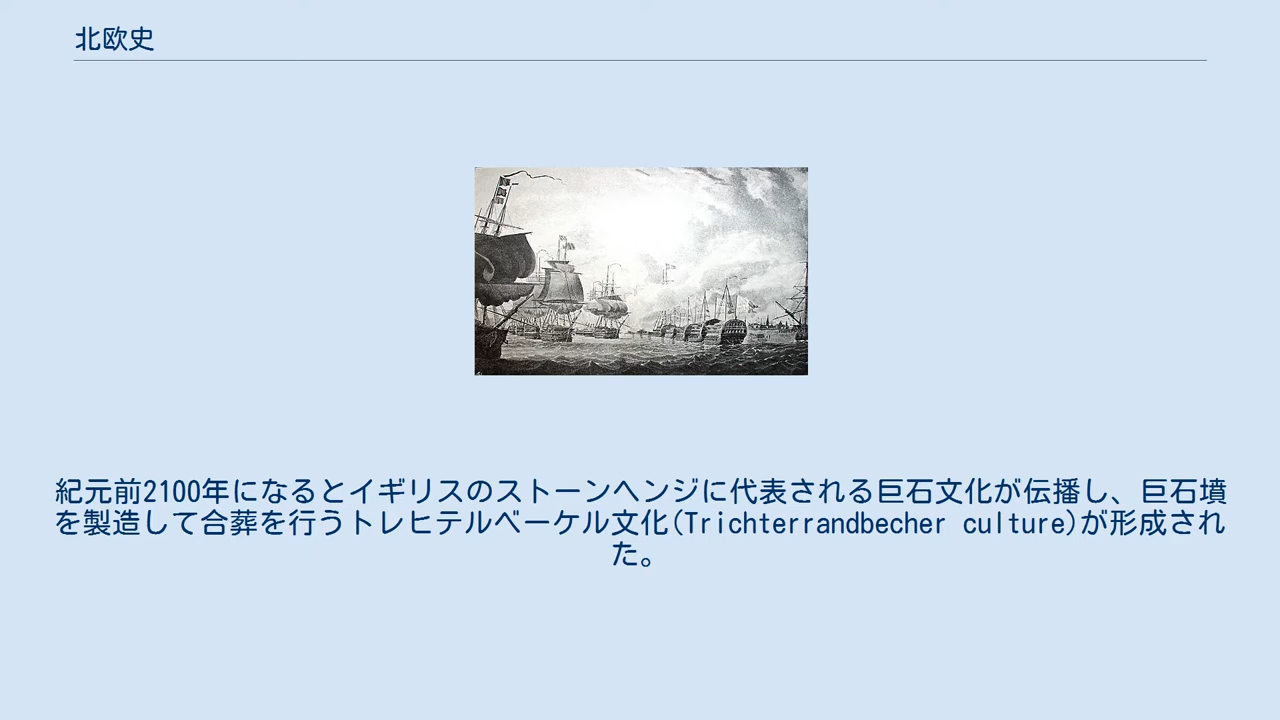 北欧史
紀元前2100年になるとイギリスのストーンヘンジに代表される巨石文化が伝播し、巨石墳
を製造して合葬を行うトレヒテルベーケル文化(Trichterrandbecher culture)が形成され
た。